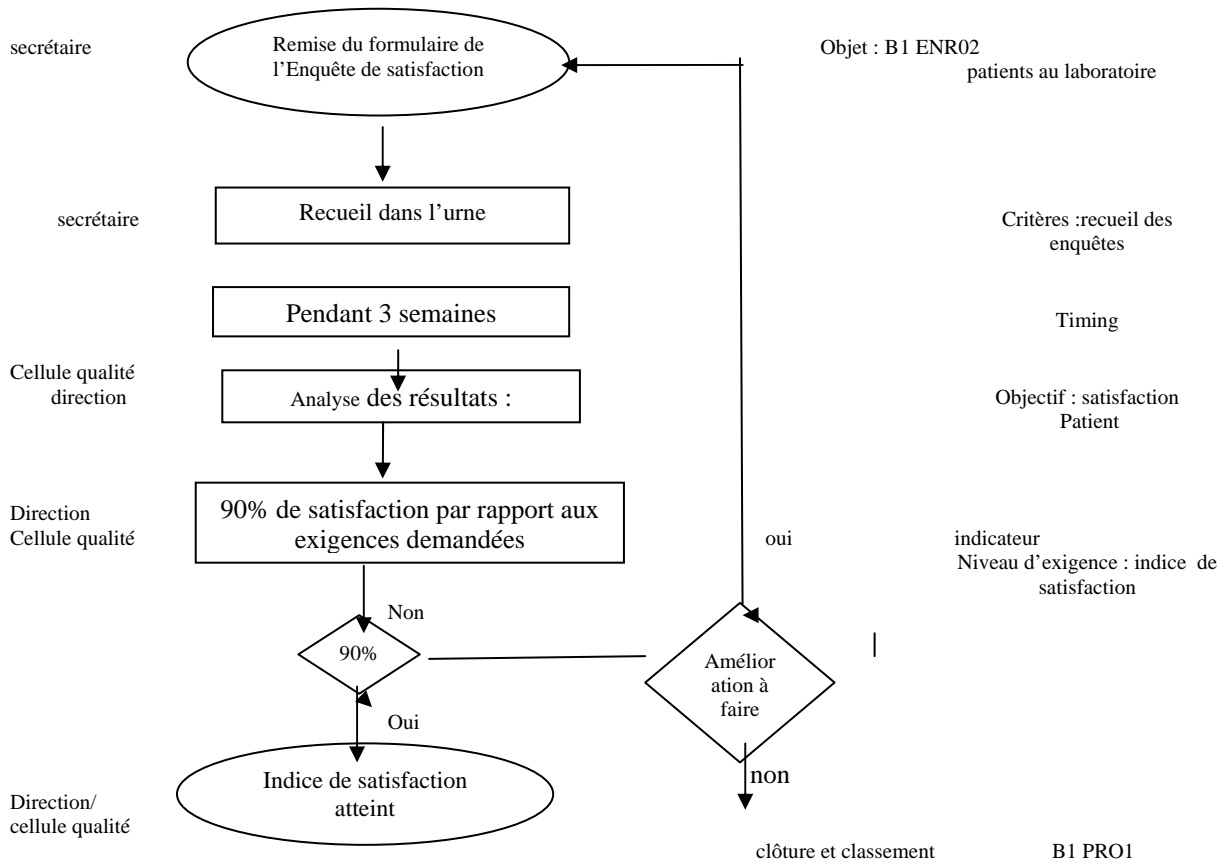 secrétaire
Remise du formulaire de
l’Enquête de satisfaction
Objet : B1 ENR02
patients au laboratoire
secrétaire
Recueil dans l’urne
Critères :recueil des
enquêtes
Pendant 3 semaines
Timing
Cellule qualité
direction
Analyse des résultats :
Objectif : satisfaction
Patient
Direction
Cellule qualité
90% de satisfaction par rapport aux
exigences demandées
oui
indicateur
Niveau d’exigence : indice de
satisfaction
Non
90%
Amélior
ation à
faire
Oui
non
Indice de satisfaction
atteint
Direction/
cellule qualité
clôture et classement
B1 PRO1